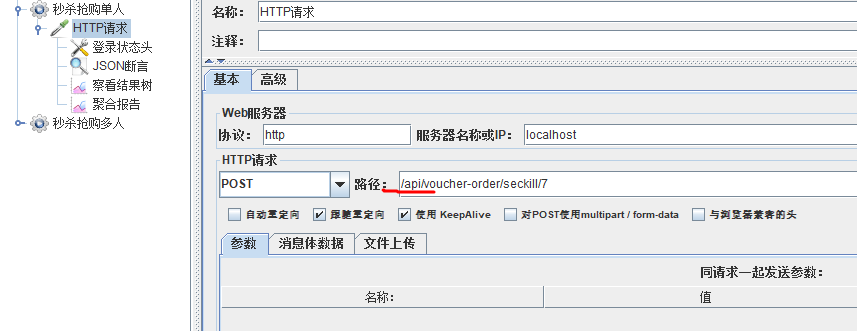 秒杀抢购单人
HTTP请求
登录状态头
JSON断言
察看结果树
聚合报告
秒杀抢购多人
名称： HTTP请求
注释：
基本 高级
Web服务器
协议： http 服务器名称或IP： localhost
HTTP请求
POST 路径： /api/voucher-order/seckill/7
自动重定向 跟随重定向 使用 KeepAlive 对POST使用multipart / form-data 与浏览器兼容的头
参数 消息体数据 文件上传
同请求一起发送参数：
名称： 值